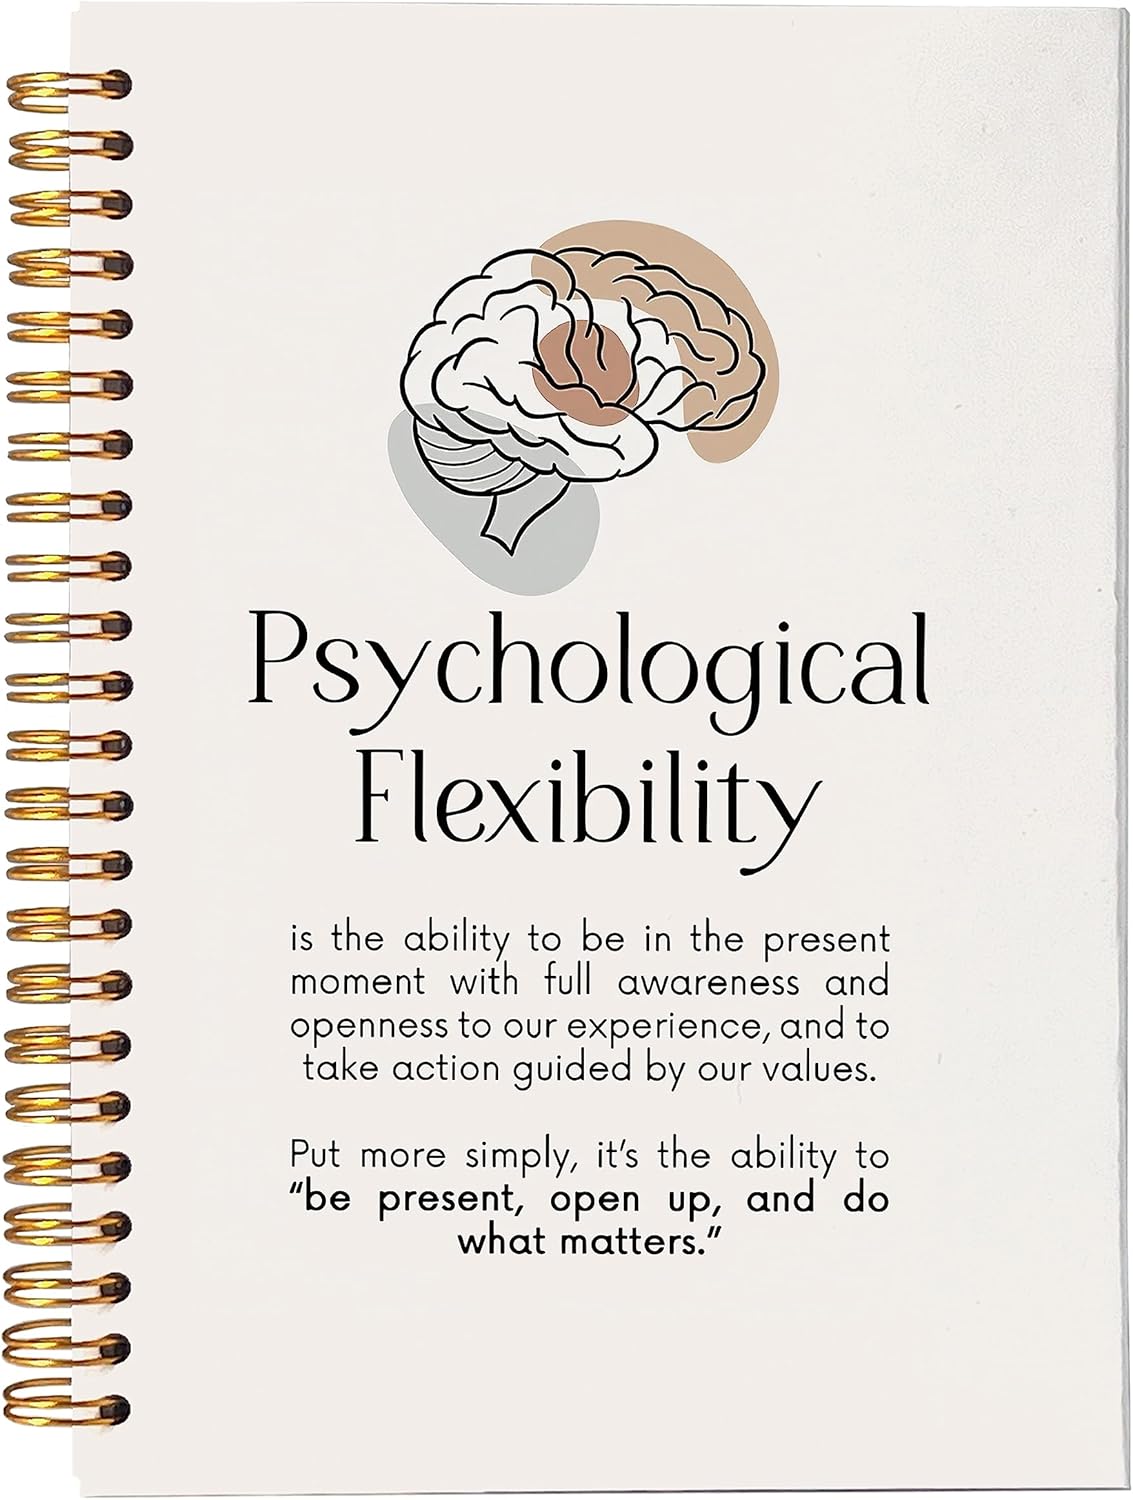 Psychological
Flexibility
is the ability to be in the present
moment with full awareness and
openness to our experience, and to
take action guided by our values.
Put more simply, it’s the ability to
“be present, open up, and do
what matters.”